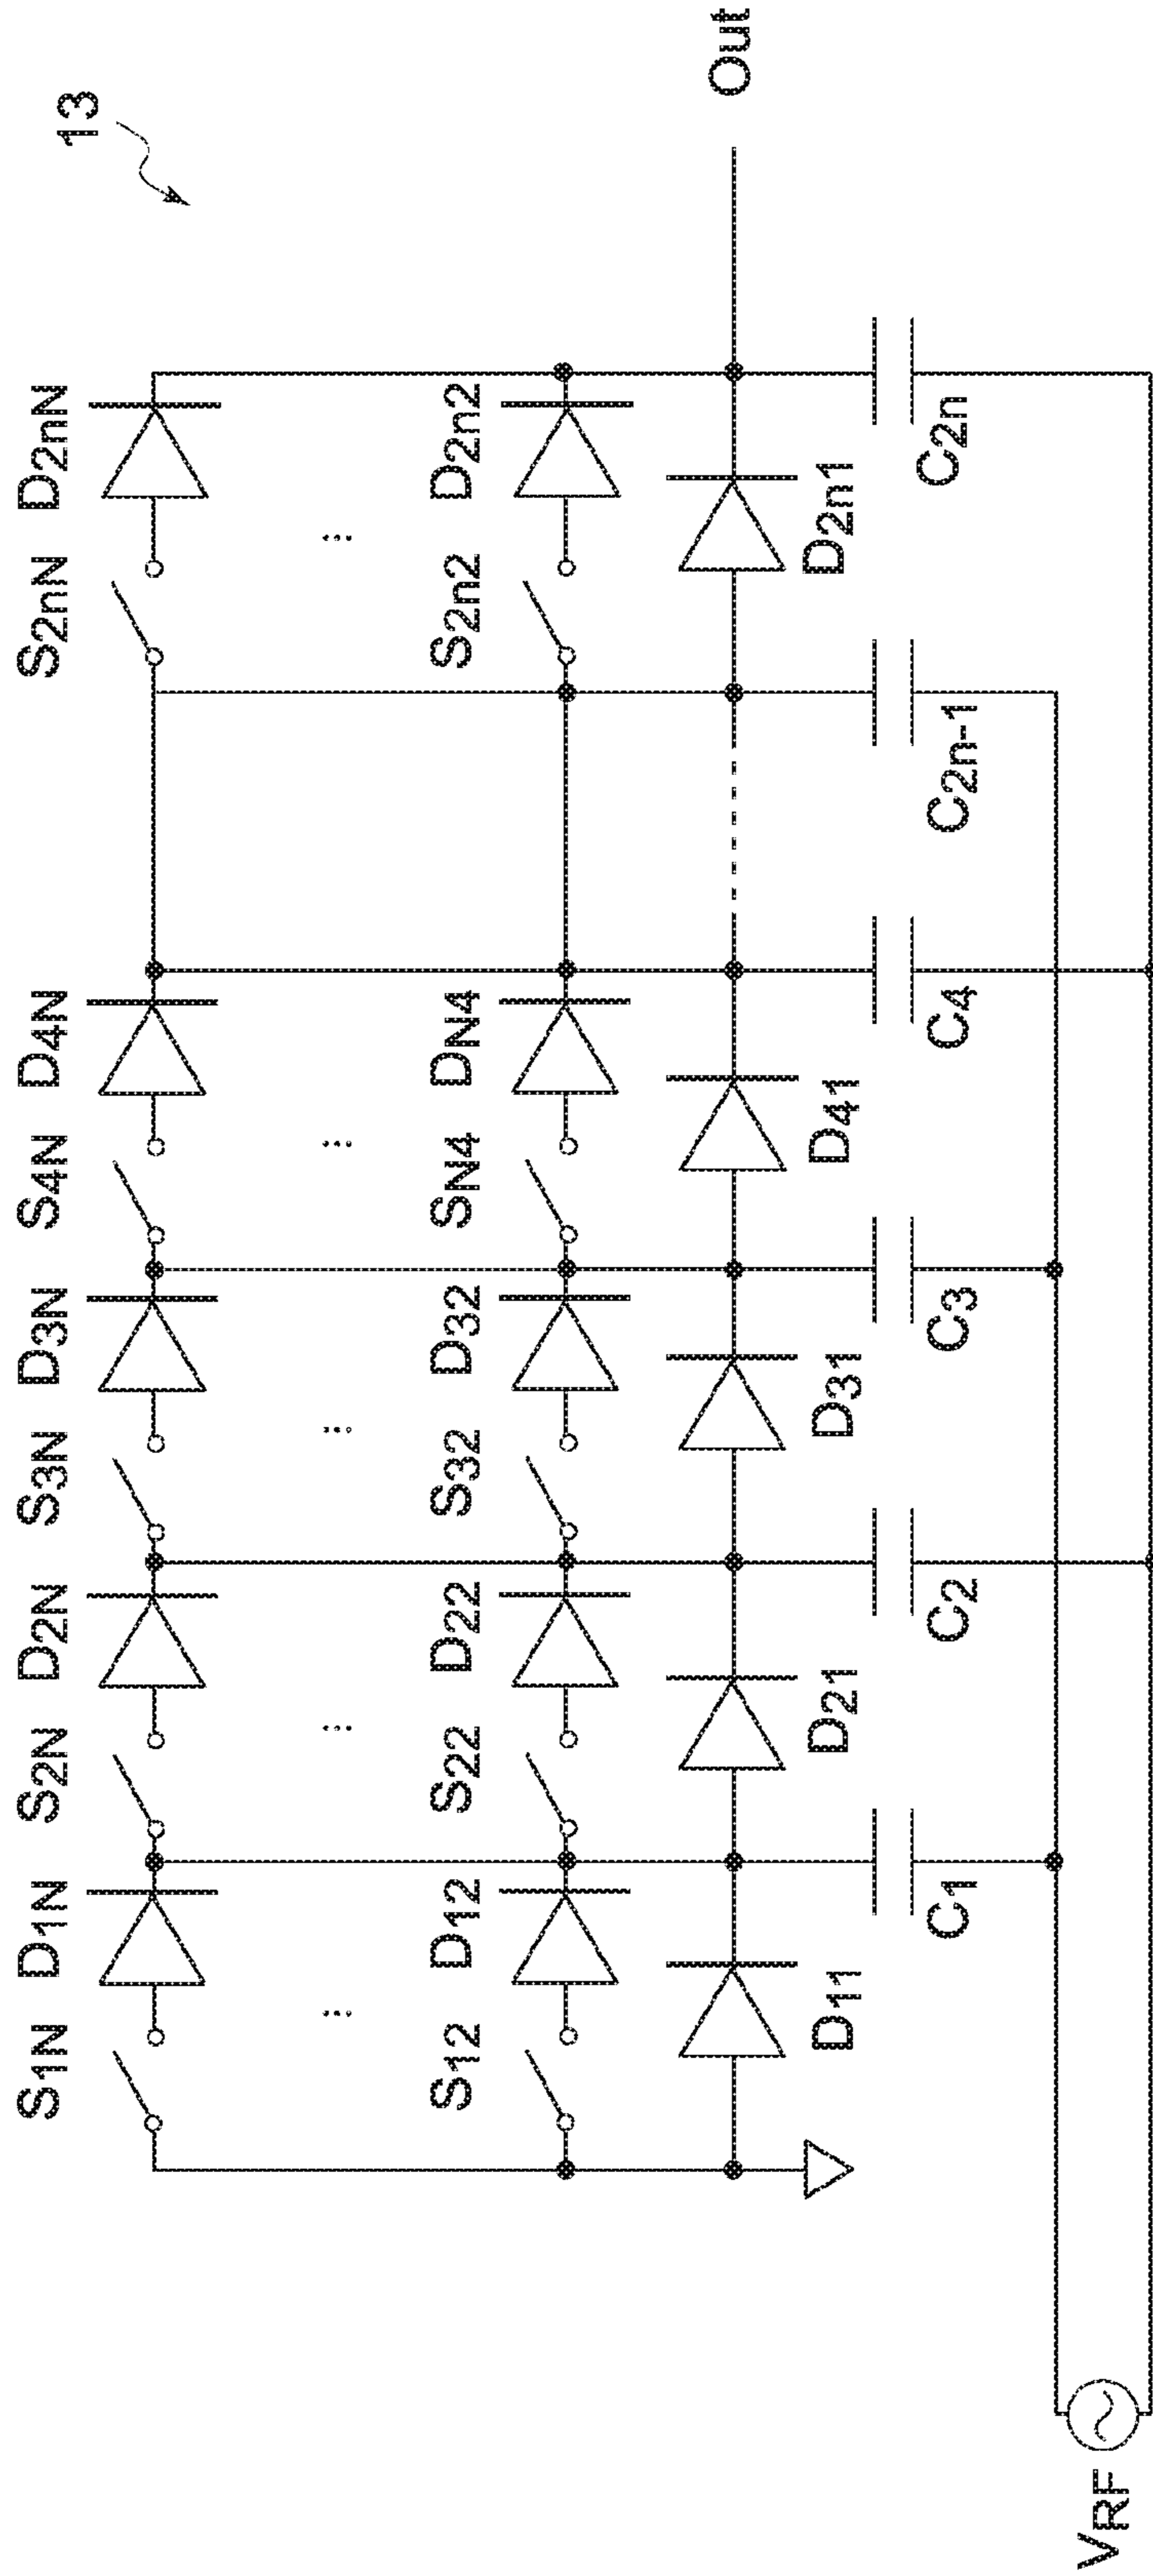 13
S1N D1N S2N D2N S3N D3N S4N D4N S2nN D2nN
S12 D12 S22 D22 S32 D32 SN4 DN4 S2n2 D2n2
Out
D11 D21 D31 D41 D2n1
C1 C2 C3 C4 C2n-1 C2n
VRF